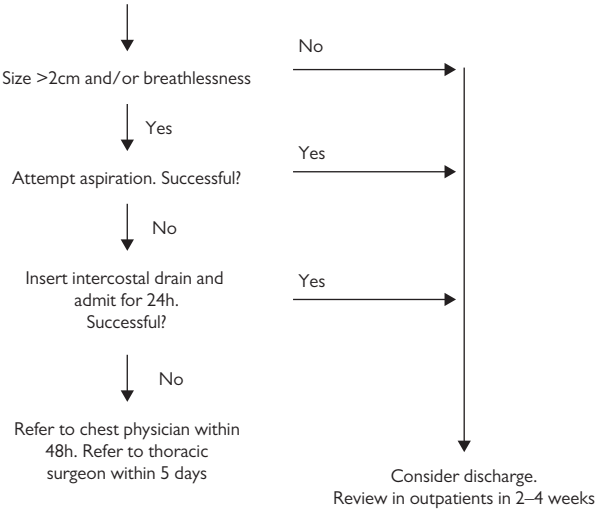 No
Size >2cm and/or breathlessness
Yes
Yes
Attempt aspiration. Successful?
No
Insert intercostal drain and
admit for 24h.
Successful?
Yes
No
Refer to chest physician within
48h. Refer to thoracic
surgeon within 5 days
Consider discharge.
Review in outpatients in 2–4 weeks